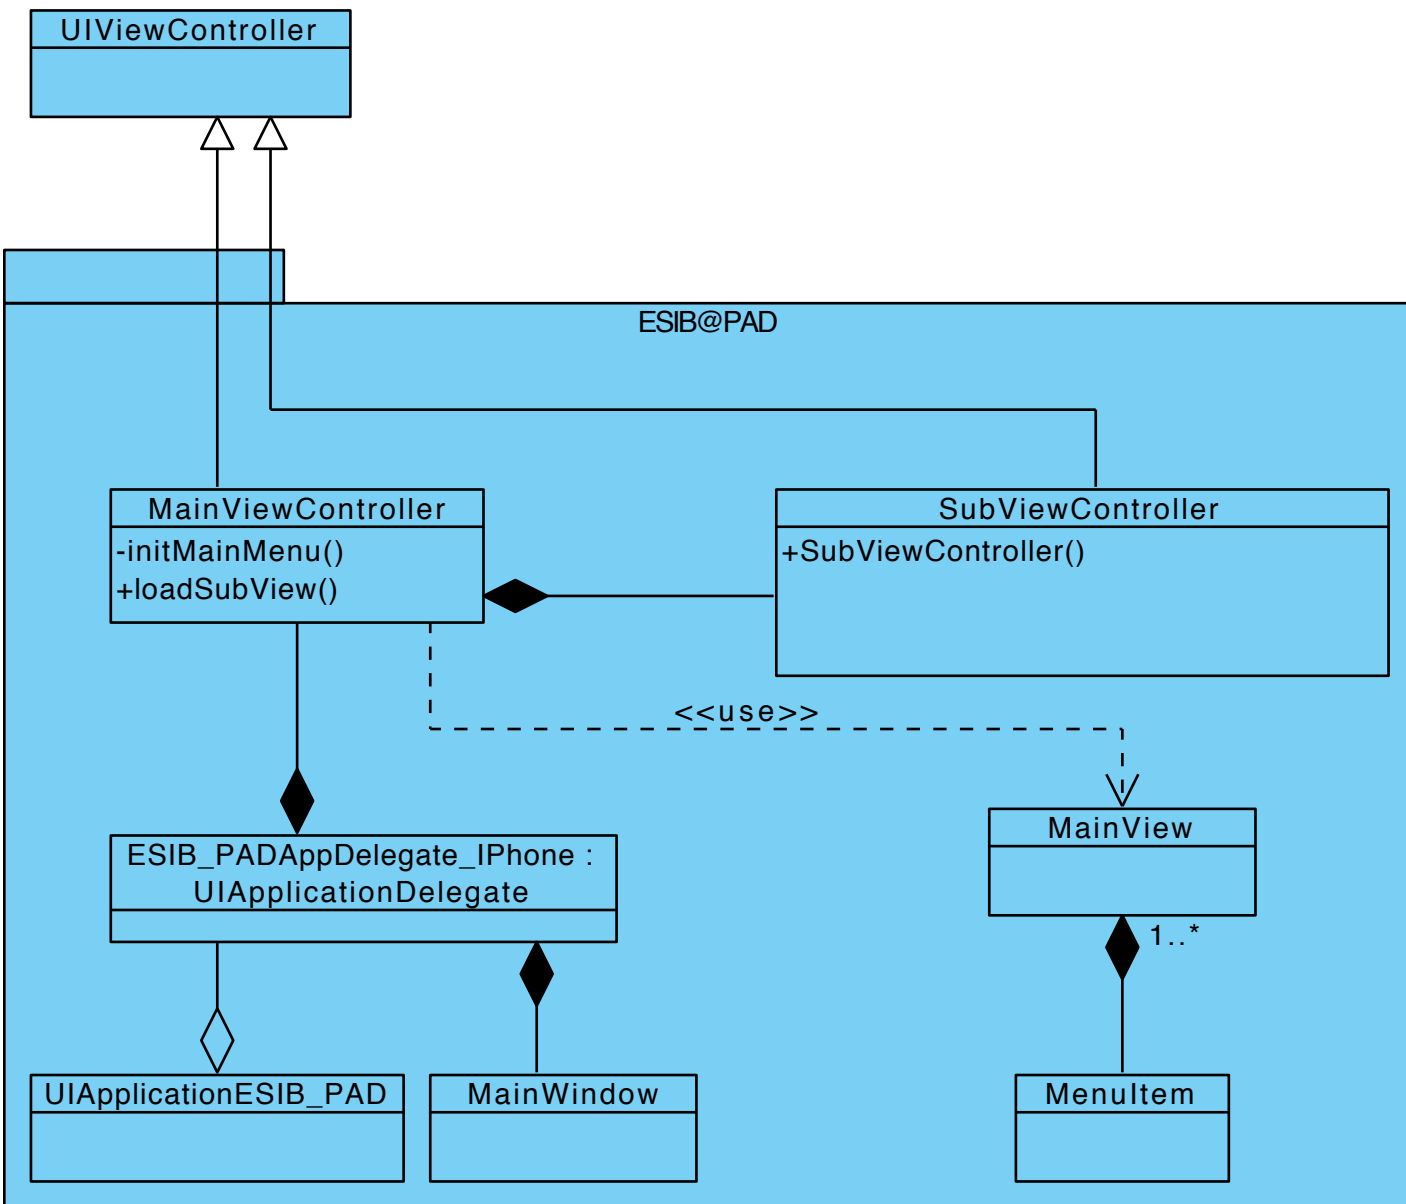 UIViewController
ESIB@PAD
MainViewController
-initMainMenu()
+loadSubView()
SubViewController
+SubViewController()
<<use>>
ESIB_PADAppDelegate_IPhone :
UIApplicationDelegate
MainView
1..*
UIApplicationESIB_PAD
MainWindow
MenuItem